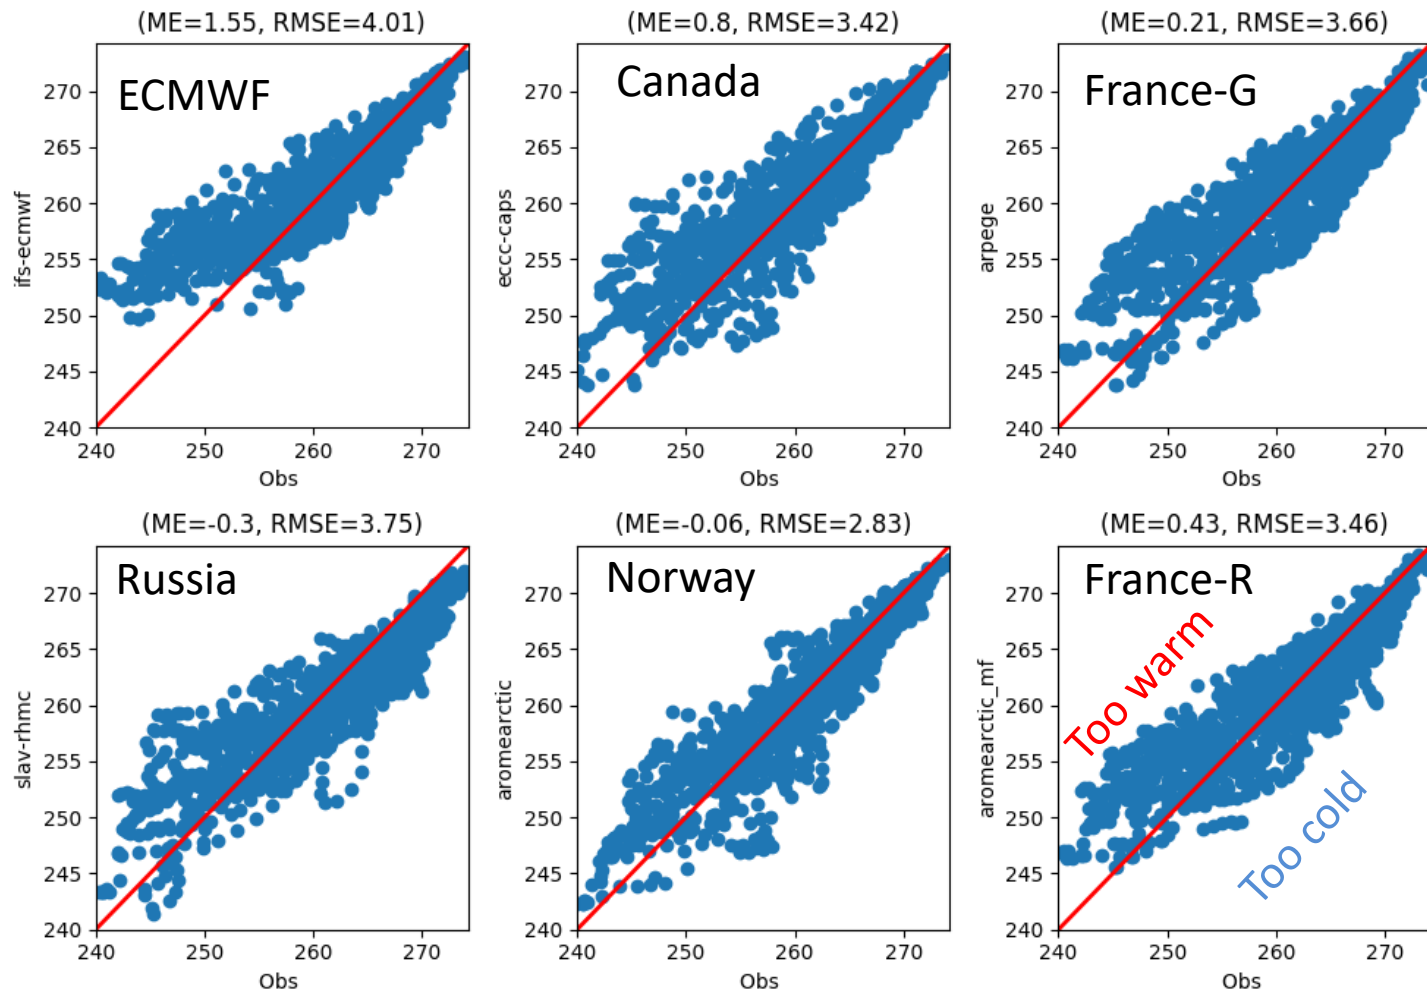 (ME=1.55, RMSE=4.01)
ECMWF
ifs-ecmwf
270
265
260
255
250
245
240
240 250 260 270
Obs
(ME=0.8, RMSE=3.42)
Canada
eccc-caps
270
265
260
255
250
245
240
240 250 260 270
Obs
(ME=0.21, RMSE=3.66)
France-G
arpege
270
265
260
255
250
245
240
240 250 260 270
Obs
(ME=-0.3, RMSE=3.75)
Russia
slav-rhmc
270
265
260
255
250
245
240
240 250 260 270
Obs
(ME=-0.06, RMSE=2.83)
Norway
aromearctic
270
265
260
255
250
245
240
240 250 260 270
Obs
(ME=0.43, RMSE=3.46)
France-R
aromearctic_mf
270
265
260
255
250
245
240
Too warm
Too cold
240 250 260 270
Obs